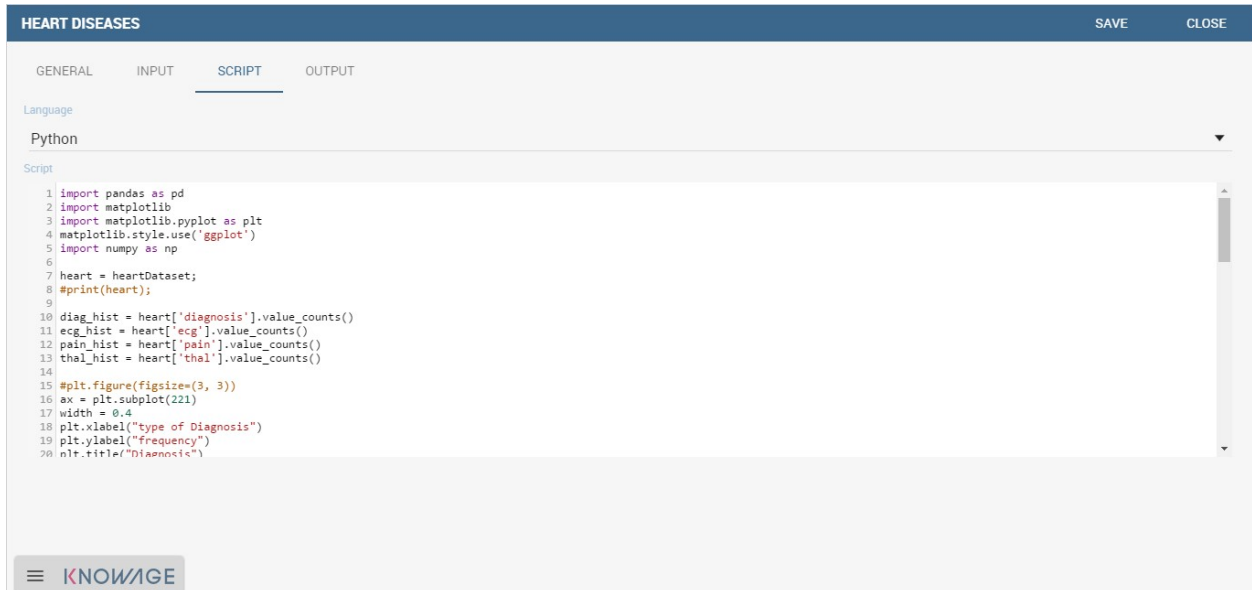 HEART DISEASES SAVE CLOSE
GENERAL INPUT SCRIPT OUTPUT
Language
Python
Script
1 import pandas as pd
2 import matplotlib
3 import matplotlib.pyplot as plt
4 matplotlib.style.use('ggplot')
5 import numpy as np
6
7 heart = heartDataset;
8 #print(heart);
9
10 diag_hist = heart['diagnosis'].value_counts()
11 ecg_hist = heart['ecg'].value_counts()
12 pain_hist = heart['pain'].value_counts()
13 thal_hist = heart['thal'].value_counts()
14
15 #plt.figure(figsize=(3, 3))
16 ax = plt.subplot(221)
17 width = 0.4
18 plt.xlabel("type of Diagnosis")
19 plt.ylabel("frequency")
20 plt.title("Diagnosis")
KNOWAGE